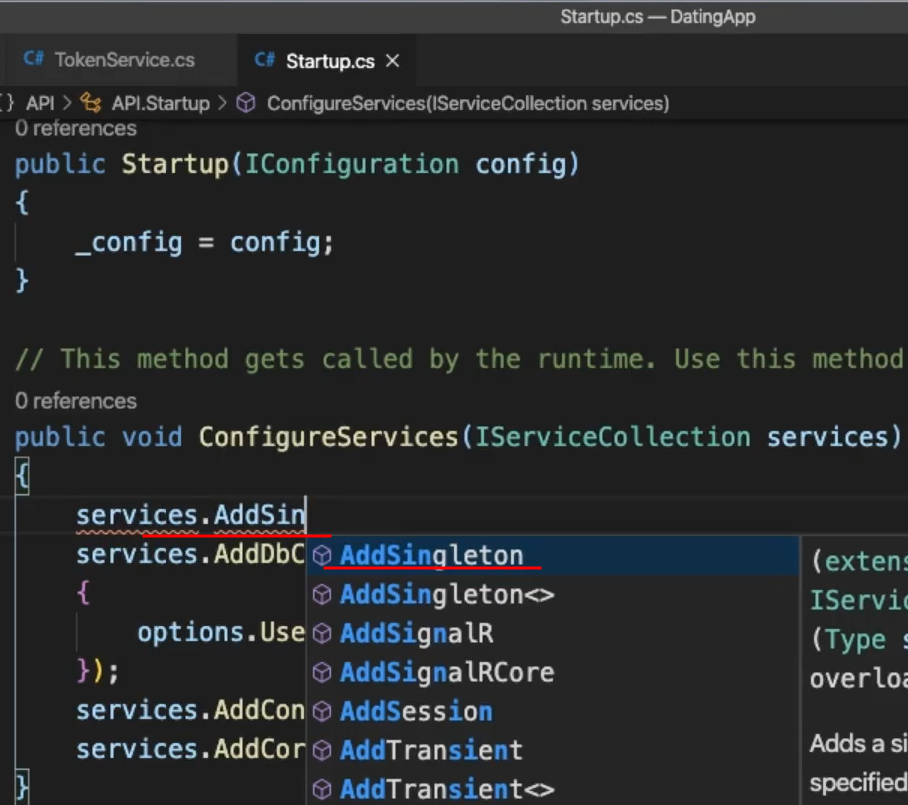 Startup.cs — DatingApp
C# TokenService.cs C# Startup.cs ×
{} API > API.Startup > ConfigureServices(IServiceCollection services)
0 references
public Startup(IConfiguration config)
{
_config = config;
}
// This method gets called by the runtime. Use this method
0 references
public void ConfigureServices(IServiceCollection services)
{
services.AddSin
services.AddDbC
AddSingleton
(extens
{
AddSingleton<>
IServic
options.Use
AddSignalR
(Type s
});
AddSignalRCore
overloa
services.AddCon
AddSession
services.AddCor
AddTransient
Adds a si
}
AddTransient<>
specified